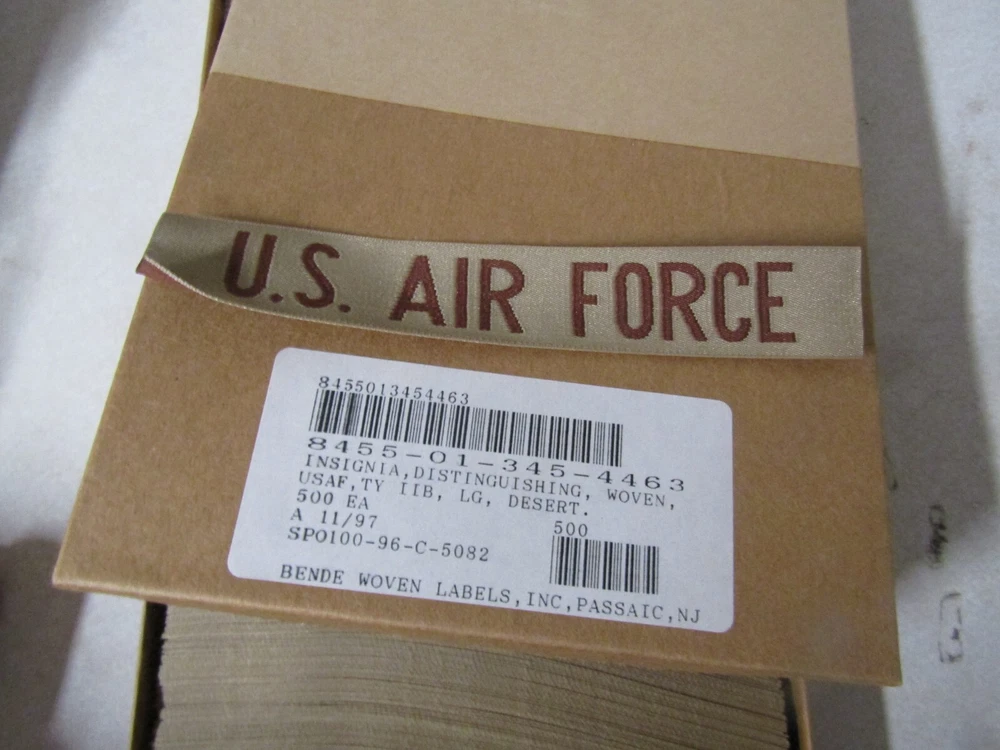 U.S. AIR FORCE
8455013454463
8455-01-345-4463
INSIGNIA,DISTINGUISHING, WOVEN,
USAF,TY IIB, LG, DESERT.
500 EA
A 11/97
500
SPO100-96-C-5082
BENDE WOVEN LABELS,INC,PASSAIC,NJ